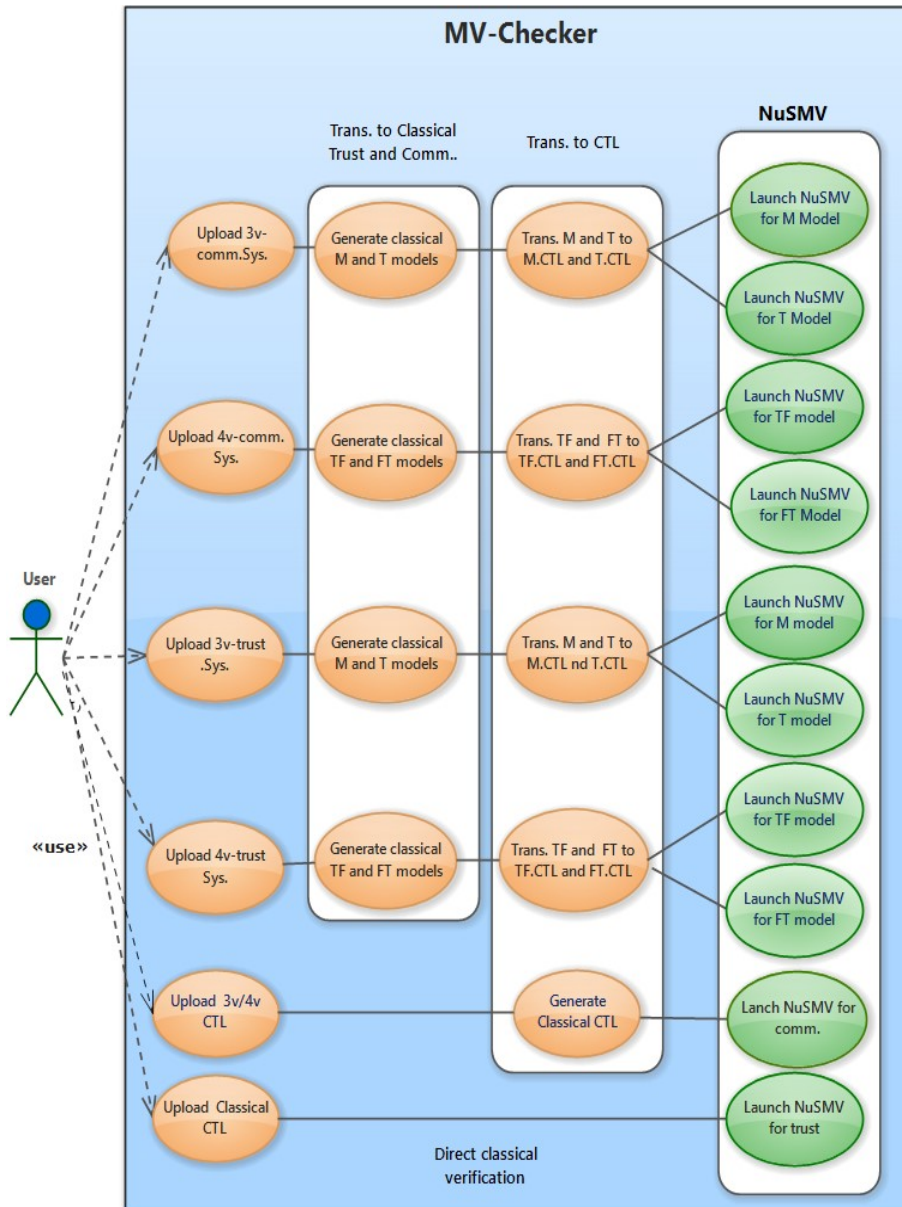 MV-Checker
NuSMV
Trans. to Classical
Trust and Comm..
Trans. to CTL
Upload 3v-
comm.Sys.
Generate classical
M and T models
Trans. M and T to
M.CTL and T.CTL
Launch NuSMV
for M Model
Launch NuSMV
for T Model
Upload 4v-comm.
Sys.
Generate classical
TF and FT models
Trans. TF and FT to
TF.CTL and FT.CTL
Launch NuSMV
for TF model
Launch NuSMV
for FT Model
User
Upload 3v-trust
.Sys.
Generate classical
M and T models
Trans. M and T to
M.CTL nd T.CTL
Launch NuSMV
for M model
Launch NuSMV
for T model
«use»
Upload 4v-trust
Sys.
Generate classical
TF and FT models
Trans. TF and FT to
TF.CTL and FT.CTL
Launch NuSMV
for TF model
Launch NuSMV
for FT model
Upload 3v/4v
CTL
Generate
Classical CTL
Lanch NuSMV for
comm.
Upload Classical
CTL
Launch NuSMV
for trust
Direct classical
verification